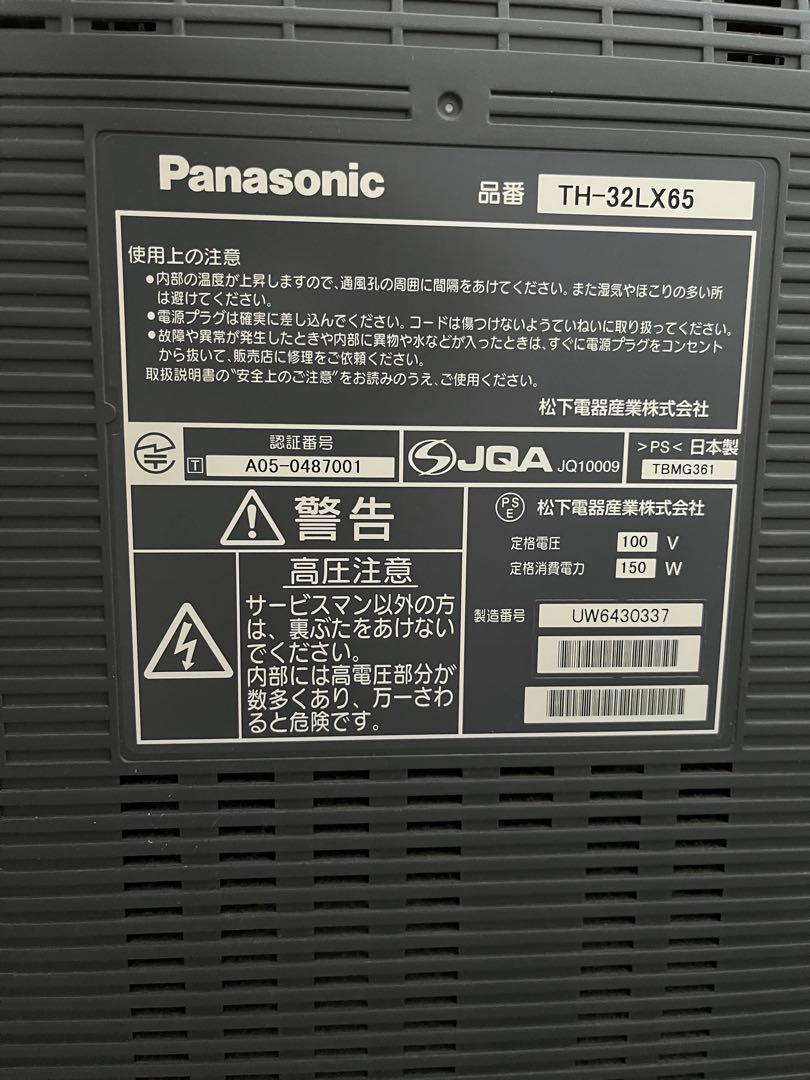 Panasonic 品番 TH-32LX65
使用上の注意
●内部の温度が上昇しますので、通風孔の周囲に間隔をあけてください。また湿気やほこりの多い所
は避けてください。
●電源プラグは確実に差し込んでください。コードは傷つけないようていねいに取り扱ってください。
●故障や異常が発生したときや内部に異物や水などが入ったときは、すぐに電源プラグをコンセント
から抜いて、販売店に修理をご依頼ください。
取扱説明書の"安全上のご注意"をお読みのうえ、ご使用ください。
松下電器産業株式会社
認証番号
T A05-0487001
JQA JQ10009
>PS< 日本製
TBMG361
警告
高圧注意
サービスマン以外の方
は、裏ぶたをあけない
でください。
内部には高電圧部分が
数多くあり、万一さわ
ると危険です。
PSE 松下電器産業株式会社
定格電圧 100 V
定格消費電力 150 W
製造番号 UW6430337